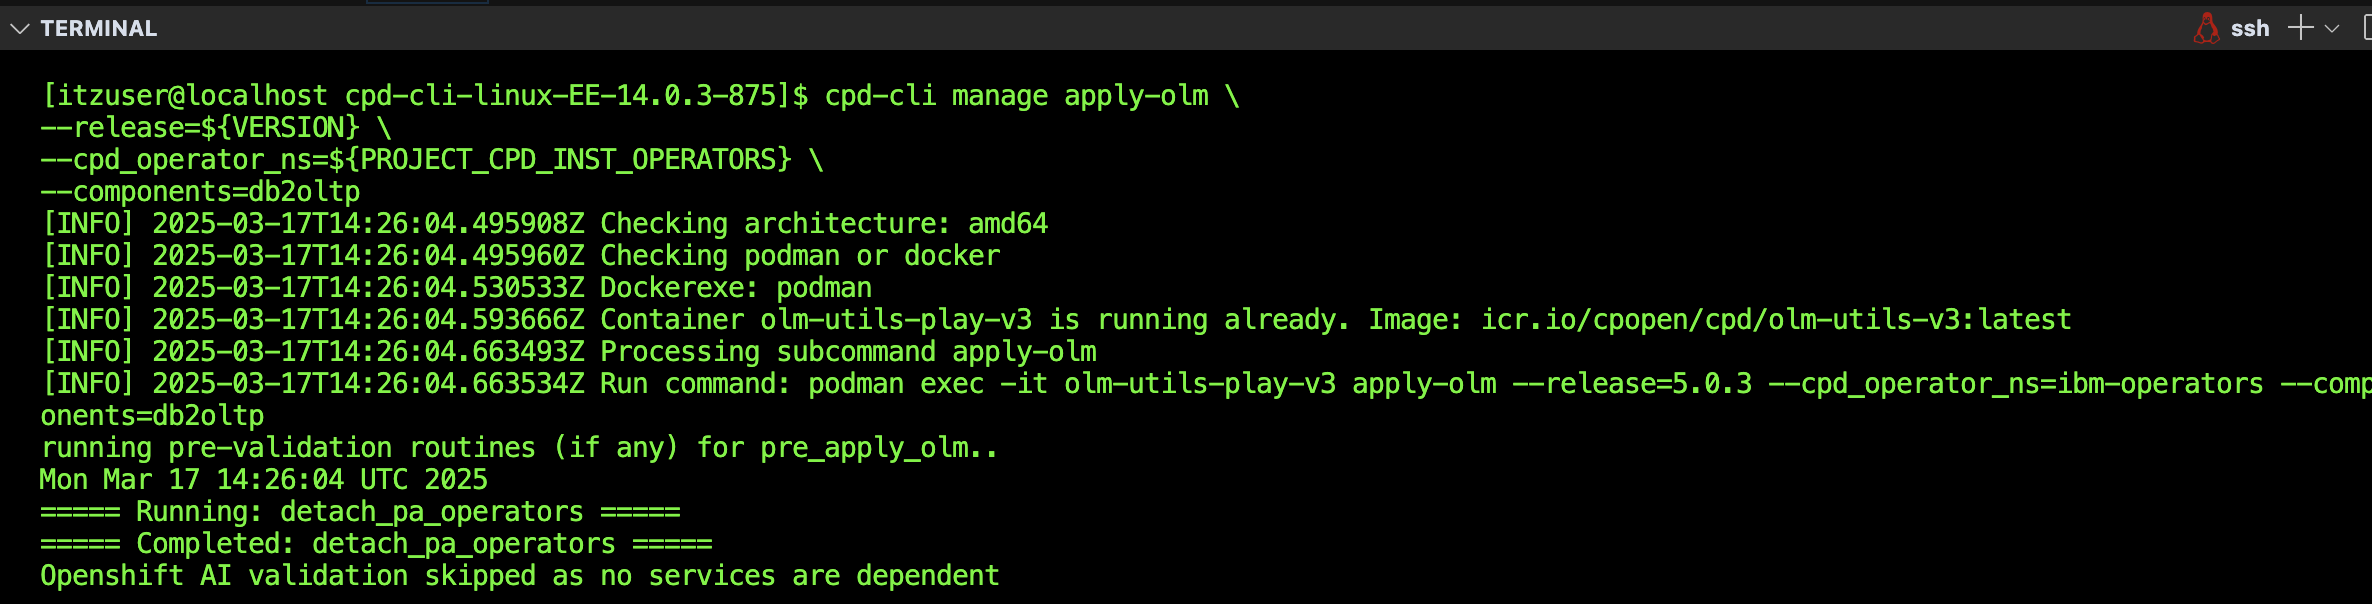 TERMINAL
ssh
[itzuser@localhost cpd-cli-linux-EE-14.0.3-875]$ cpd-cli manage apply-olm \
--release=${VERSION} \
--cpd_operator_ns=${PROJECT_CPD_INST_OPERATORS} \
--components=db2oltp
[INFO] 2025-03-17T14:26:04.495908Z Checking architecture: amd64
[INFO] 2025-03-17T14:26:04.495960Z Checking podman or docker
[INFO] 2025-03-17T14:26:04.530533Z Dockerexe: podman
[INFO] 2025-03-17T14:26:04.593666Z Container olm-utils-play-v3 is running already. Image: icr.io/cpopen/cpd/olm-utils-v3:latest
[INFO] 2025-03-17T14:26:04.663493Z Processing subcommand apply-olm
[INFO] 2025-03-17T14:26:04.663534Z Run command: podman exec -it olm-utils-play-v3 apply-olm --release=5.0.3 --cpd_operator_ns=ibm-operators --comp
onents=db2oltp
running pre-validation routines (if any) for pre_apply_olm..
Mon Mar 17 14:26:04 UTC 2025
===== Running: detach_pa_operators =====
===== Completed: detach_pa_operators =====
Openshift AI validation skipped as no services are dependent